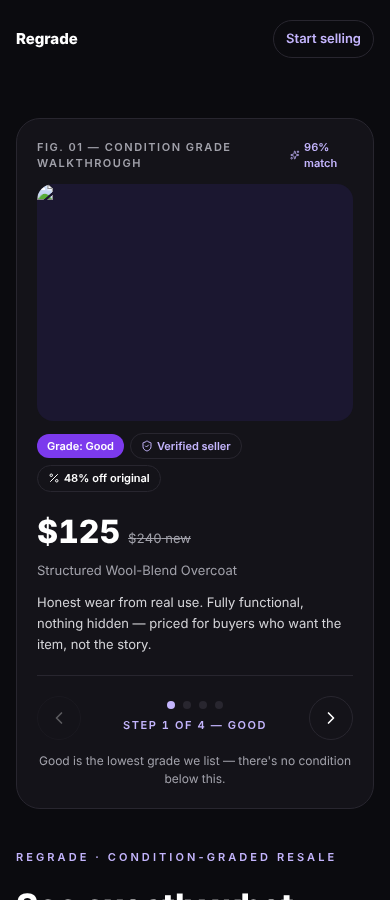 Regrade
Start selling
FIG. 01 — CONDITION GRADE
WALKTHROUGH
96%
match
Grade: Good
Verified seller
48% off original
$125 $240 new
Structured Wool-Blend Overcoat
Honest wear from real use. Fully functional,
nothing hidden — priced for buyers who want the
item, not the story.
STEP 1 OF 4 — GOOD
Good is the lowest grade we list — there's no condition
below this.
REGRADE · CONDITION-GRADED RESALE
See exactly what